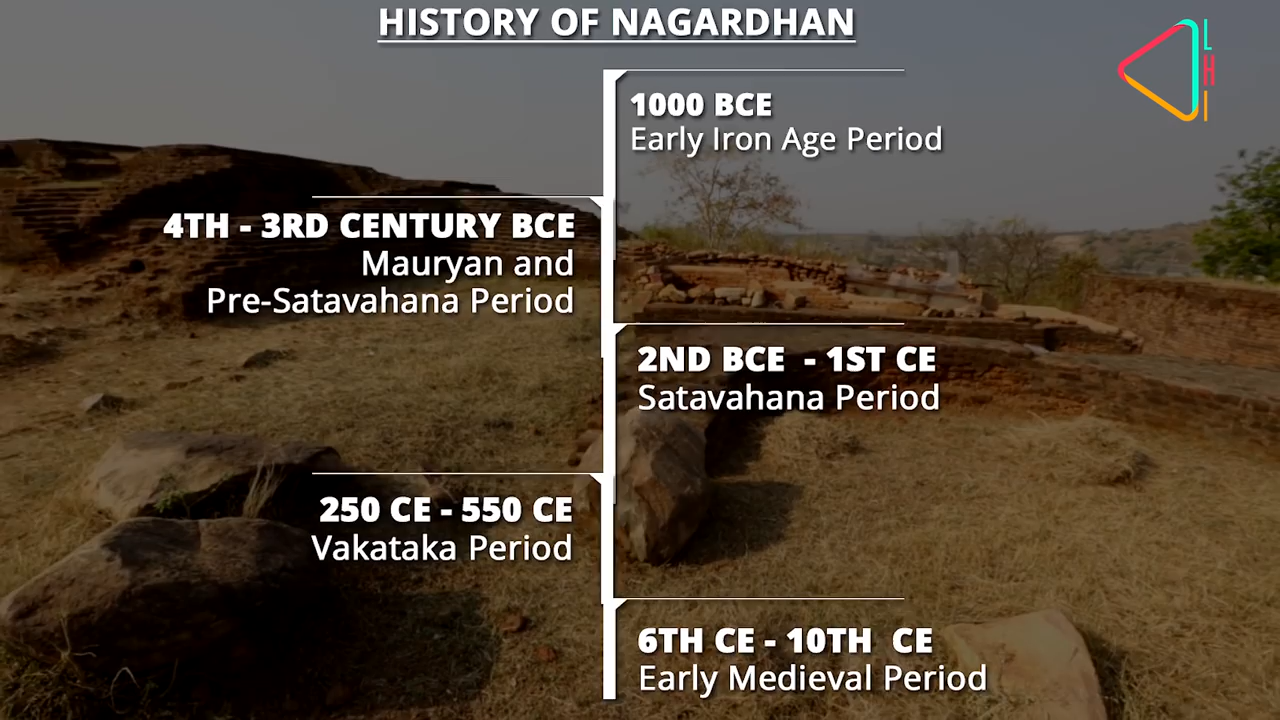 HISTORY OF NAGARDHAN
L
H
I
1000 BCE
Early Iron Age Period
4TH - 3RD CENTURY BCE
Mauryan and
Pre-Satavahana Period
2ND BCE - 1ST CE
Satavahana Period
250 CE - 550 CE
Vakataka Period
6TH CE - 10TH CE
Early Medieval Period